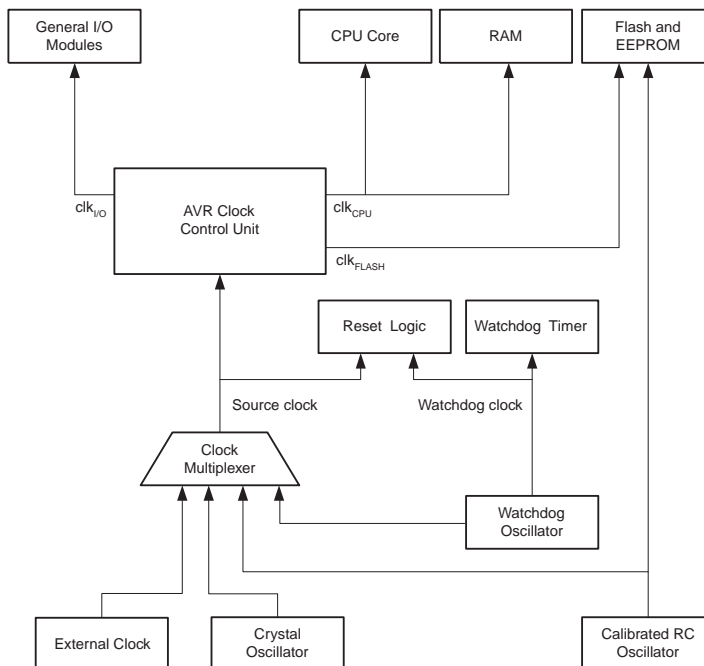 General I/O
Modules
CPU Core
RAM
Flash and
EEPROM
clkI/O
AVR Clock
Control Unit
clkCPU
clkFLASH
Reset Logic
Watchdog Timer
Source clock
Watchdog clock
Clock
Multiplexer
Watchdog
Oscillator
External Clock
Crystal
Oscillator
Calibrated RC
Oscillator